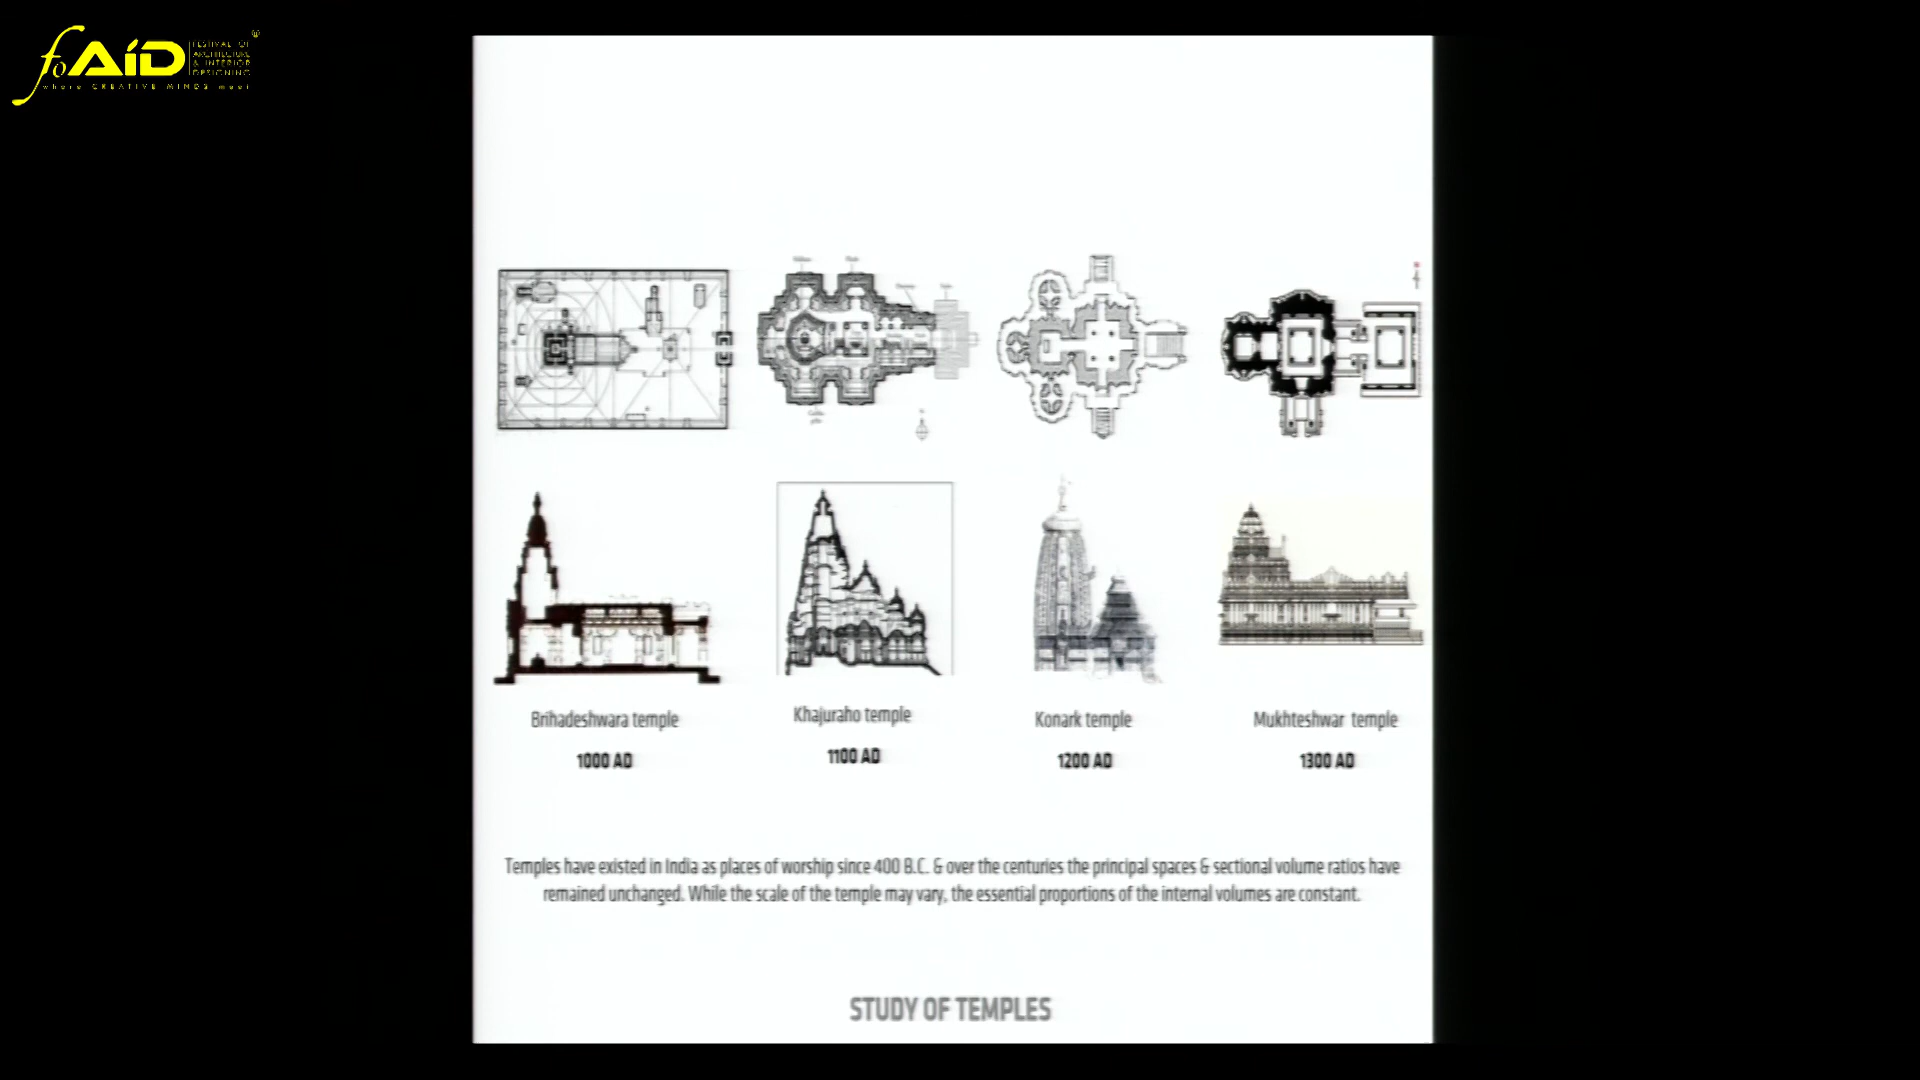 foAiD
FESTIVAL OF
ARCHITECTURE
& INTERIOR
DESIGNING
where CREATIVE MINDS meet
Brihadeshwara temple
1000 AD
Khajuraho temple
1100 AD
Konark temple
1200 AD
Mukhteshwar temple
1300 AD
Temples have existed in India as places of worship since 400 B.C. & over the centuries the principal spaces & sectional volume ratios have
remained unchanged. While the scale of the temple may vary, the essential proportions of the internal volumes are constant.
STUDY OF TEMPLES